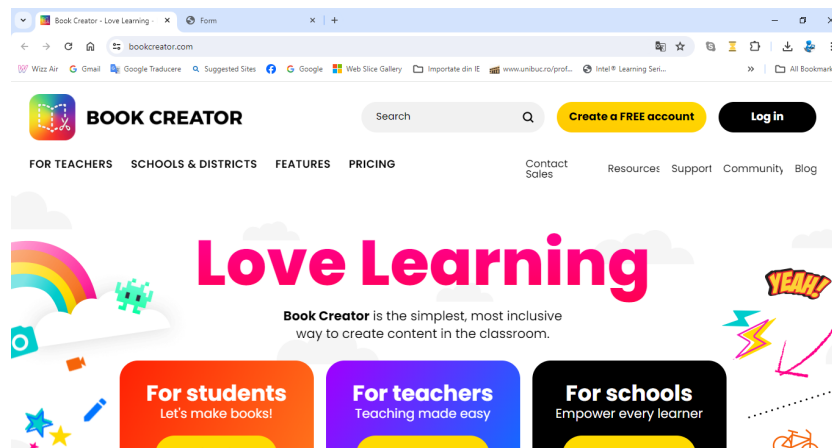 Book Creator - Love Learning -
Form
bookcreator.com
Wizz Air Gmail Google Traducere Suggested Sites Google Web Slice Gallery Importate din IE www.unibuc.ro/prof... Intel® Learning Seri... All Bookmark
BOOK CREATOR
Search
Create a FREE account
Log in
FOR TEACHERS SCHOOLS & DISTRICTS FEATURES PRICING
Contact
Sales
Resources Support Community Blog
Love Learning
Book Creator is the simplest, most inclusive
way to create content in the classroom.
YEAH!
For students
Let's make books!
For teachers
Teaching made easy
For schools
Empower every learner